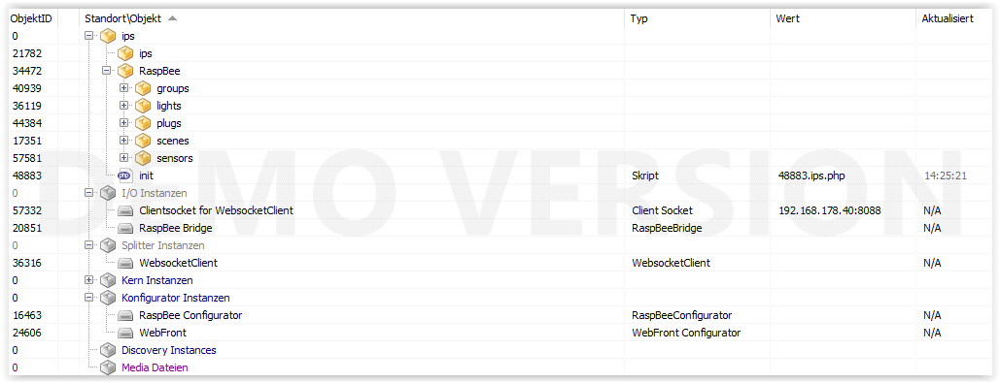 ObjektID Standort\Objekt Typ Wert Aktualisiert
0 ips
21782 ips
34472 RaspBee
40939 groups
36119 lights
44384 plugs
17351 scenes
57581 sensors
48883 init Skript 48883.ips.php 14:25:21
0 I/O Instanzen
57332 Clientsocket for WebsocketClient Client Socket 192.168.178.40:8088 N/A
20851 RaspBee Bridge RaspBeeBridge N/A
0 Splitter Instanzen
36316 WebsocketClient WebsocketClient N/A
0 Kern Instanzen
0 Konfigurator Instanzen
16463 RaspBee Configurator RaspBeeConfigurator N/A
24606 WebFront WebFront Configurator N/A
0 Discovery Instances
0 Media Dateien
DEMO VERSION